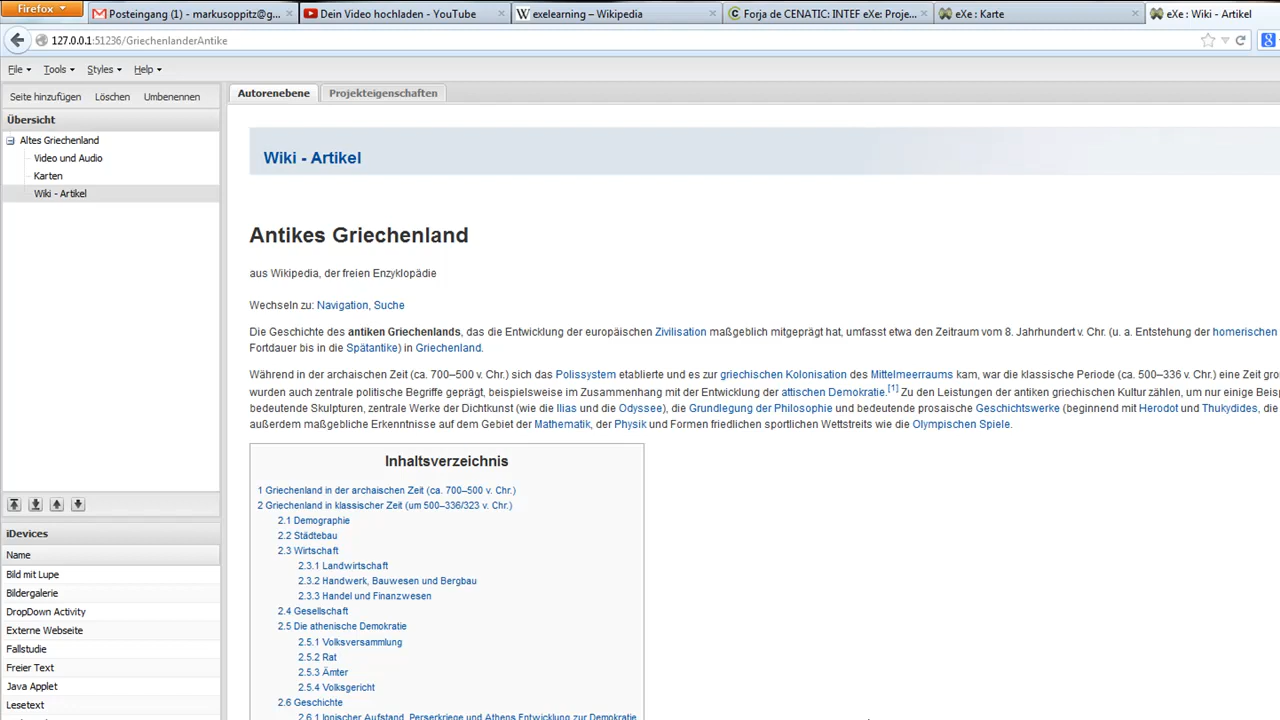 Firefox
Posteingang (1) - markusoppitz@g...
Dein Video hochladen - YouTube
exelearning – Wikipedia
Forja de CENATIC: INTEF eXe: Proje...
eXe : Karte
eXe : Wiki - Artikel
127.0.0.1:51236/GriechenlanderAntike
File
Tools
Styles
Help
Seite hinzufügen
Löschen
Umbenennen
Autorenebene
Projekteigenschaften
Übersicht
Altes Griechenland
Video und Audio
Karten
Wiki - Artikel
Wiki - Artikel
Antikes Griechenland
aus Wikipedia, der freien Enzyklopädie
Wechseln zu: Navigation, Suche
Die Geschichte des antiken Griechenlands, das die Entwicklung der europäischen Zivilisation maßgeblich mitgeprägt hat, umfasst etwa den Zeitraum vom 8. Jahrhundert v. Chr. (u. a. Entstehung der homerischen
Fortdauer bis in die Spätantike) in Griechenland.
Während in der archaischen Zeit (ca. 700–500 v. Chr.) sich das Polissystem etablierte und es zur griechischen Kolonisation des Mittelmeerraums kam, war die klassische Periode (ca. 500–336 v. Chr.) eine Zeit gro
wurden auch zentrale politische Begriffe geprägt, beispielsweise im Zusammenhang mit der Entwicklung der attischen Demokratie.[1] Zu den Leistungen der antiken griechischen Kultur zählen, um nur einige Beisp
bedeutende Skulpturen, zentrale Werke der Dichtkunst (wie die Ilias und die Odyssee), die Grundlegung der Philosophie und bedeutende prosaische Geschichtswerke (beginnend mit Herodot und Thukydides, die
außerdem maßgebliche Erkenntnisse auf dem Gebiet der Mathematik, der Physik und Formen friedlichen sportlichen Wettstreits wie die Olympischen Spiele.
Inhaltsverzeichnis
1 Griechenland in der archaischen Zeit (ca. 700–500 v. Chr.)
2 Griechenland in klassischer Zeit (um 500–336/323 v. Chr.)
2.1 Demographie
2.2 Städtebau
2.3 Wirtschaft
2.3.1 Landwirtschaft
2.3.2 Handwerk, Bauwesen und Bergbau
2.3.3 Handel und Finanzwesen
2.4 Gesellschaft
2.5 Die athenische Demokratie
2.5.1 Volksversammlung
2.5.2 Rat
2.5.3 Ämter
2.5.4 Volksgericht
2.6 Geschichte
2.6.1 Ionischer Aufstand, Perserkriege und Athens Entwicklung zur Demokratie
iDevices
Name
Bild mit Lupe
Bildergalerie
DropDown Activity
Externe Webseite
Fallstudie
Freier Text
Java Applet
Lesetext